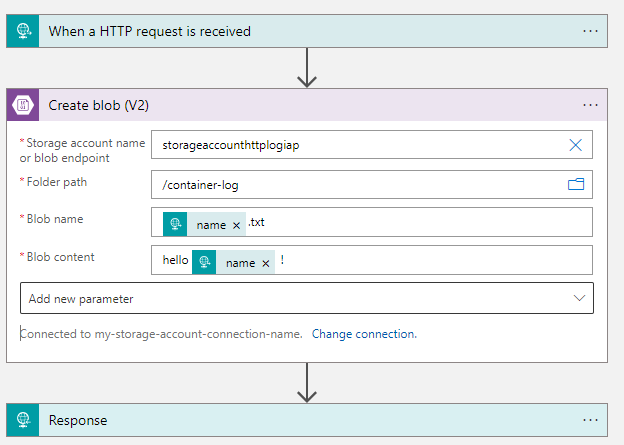 When a HTTP request is received
Create blob (V2)
* Storage account name
or blob endpoint
storageaccounthttplogiap
* Folder path
/container-log
* Blob name
name × .txt
* Blob content
hello name × !
Add new parameter
Connected to my-storage-account-connection-name. Change connection.
Response